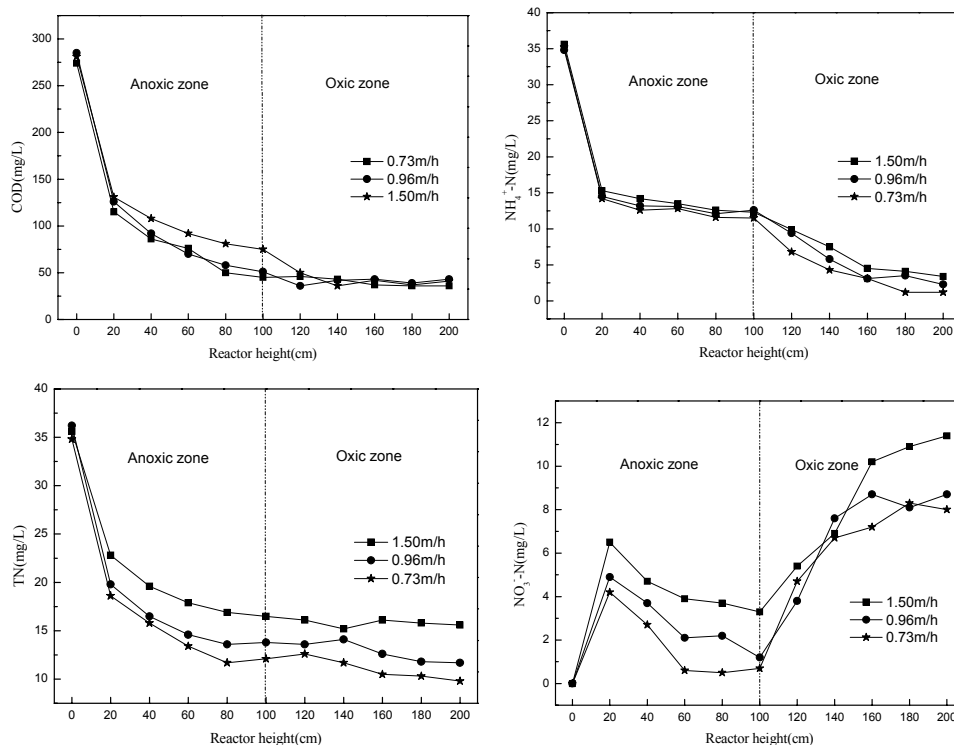 300
250
200
150
100
50
0
COD(mg/L)
Anoxic zone
Oxic zone
0.73m/h
0.96m/h
1.50m/h
0 20 40 60 80 100 120 140 160 180 200
Reactor height(cm)
40
35
30
25
20
15
10
5
0
NH₄⁺-N(mg/L)
Anoxic zone
Oxic zone
1.50m/h
0.96m/h
0.73m/h
0 20 40 60 80 100 120 140 160 180 200
Reactor height(cm)
40
35
30
25
20
15
10
TN(mg/L)
Anoxic zone
Oxic zone
1.50m/h
0.96m/h
0.73m/h
0 20 40 60 80 100 120 140 160 180 200
Reactor height(cm)
12
10
8
6
4
2
0
NO₃⁻-N(mg/L)
Anoxic zone
Oxic zone
1.50m/h
0.96m/h
0.73m/h
0 20 40 60 80 100 120 140 160 180 200
Reactor height(cm)